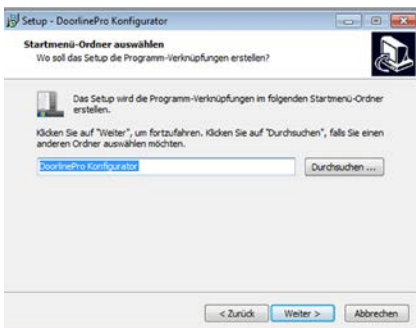 Setup - DoorlinePro Konfigurator
Startmenü-Ordner auswählen
Wo soll das Setup die Programm-Verknüpfungen erstellen?
Das Setup wird die Programm-Verknüpfungen im folgenden Startmenü-Ordner
erstellen.
Klicken Sie auf "Weiter", um fortzufahren. Klicken Sie auf "Durchsuchen", falls Sie einen
anderen Ordner auswählen möchten.
DoorlinePro Konfigurator
Durchsuchen ...
< Zurück
Weiter >
Abbrechen